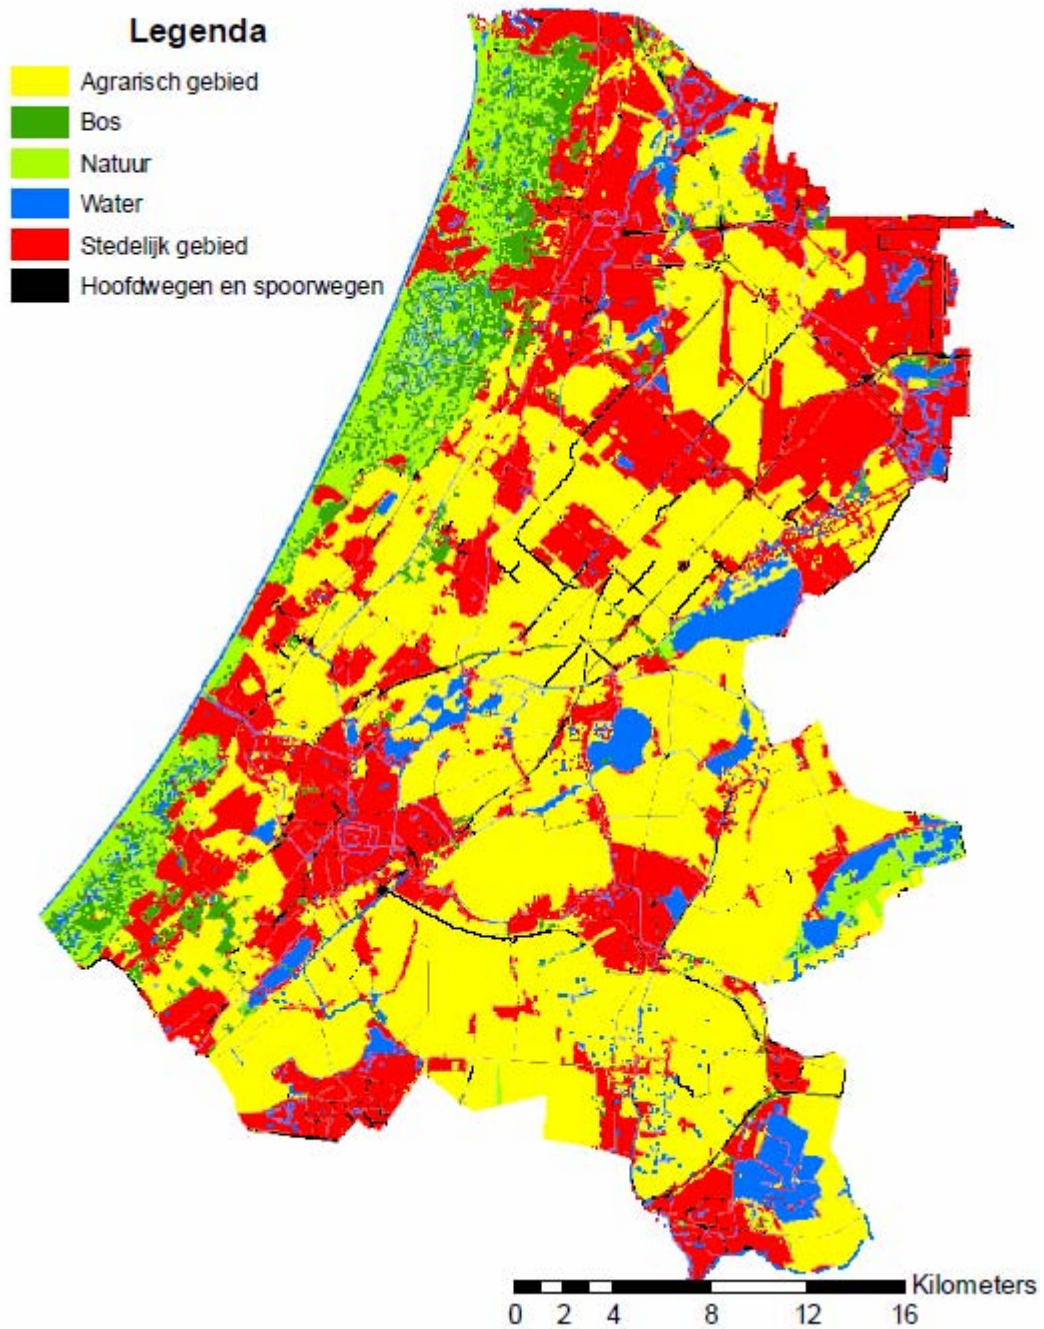 Legenda
Agrarisch gebied
Bos
Natuur
Water
Stedelijk gebied
Hoofdwegen en spoorwegen
Kilometers
0 2 4 8 12 16